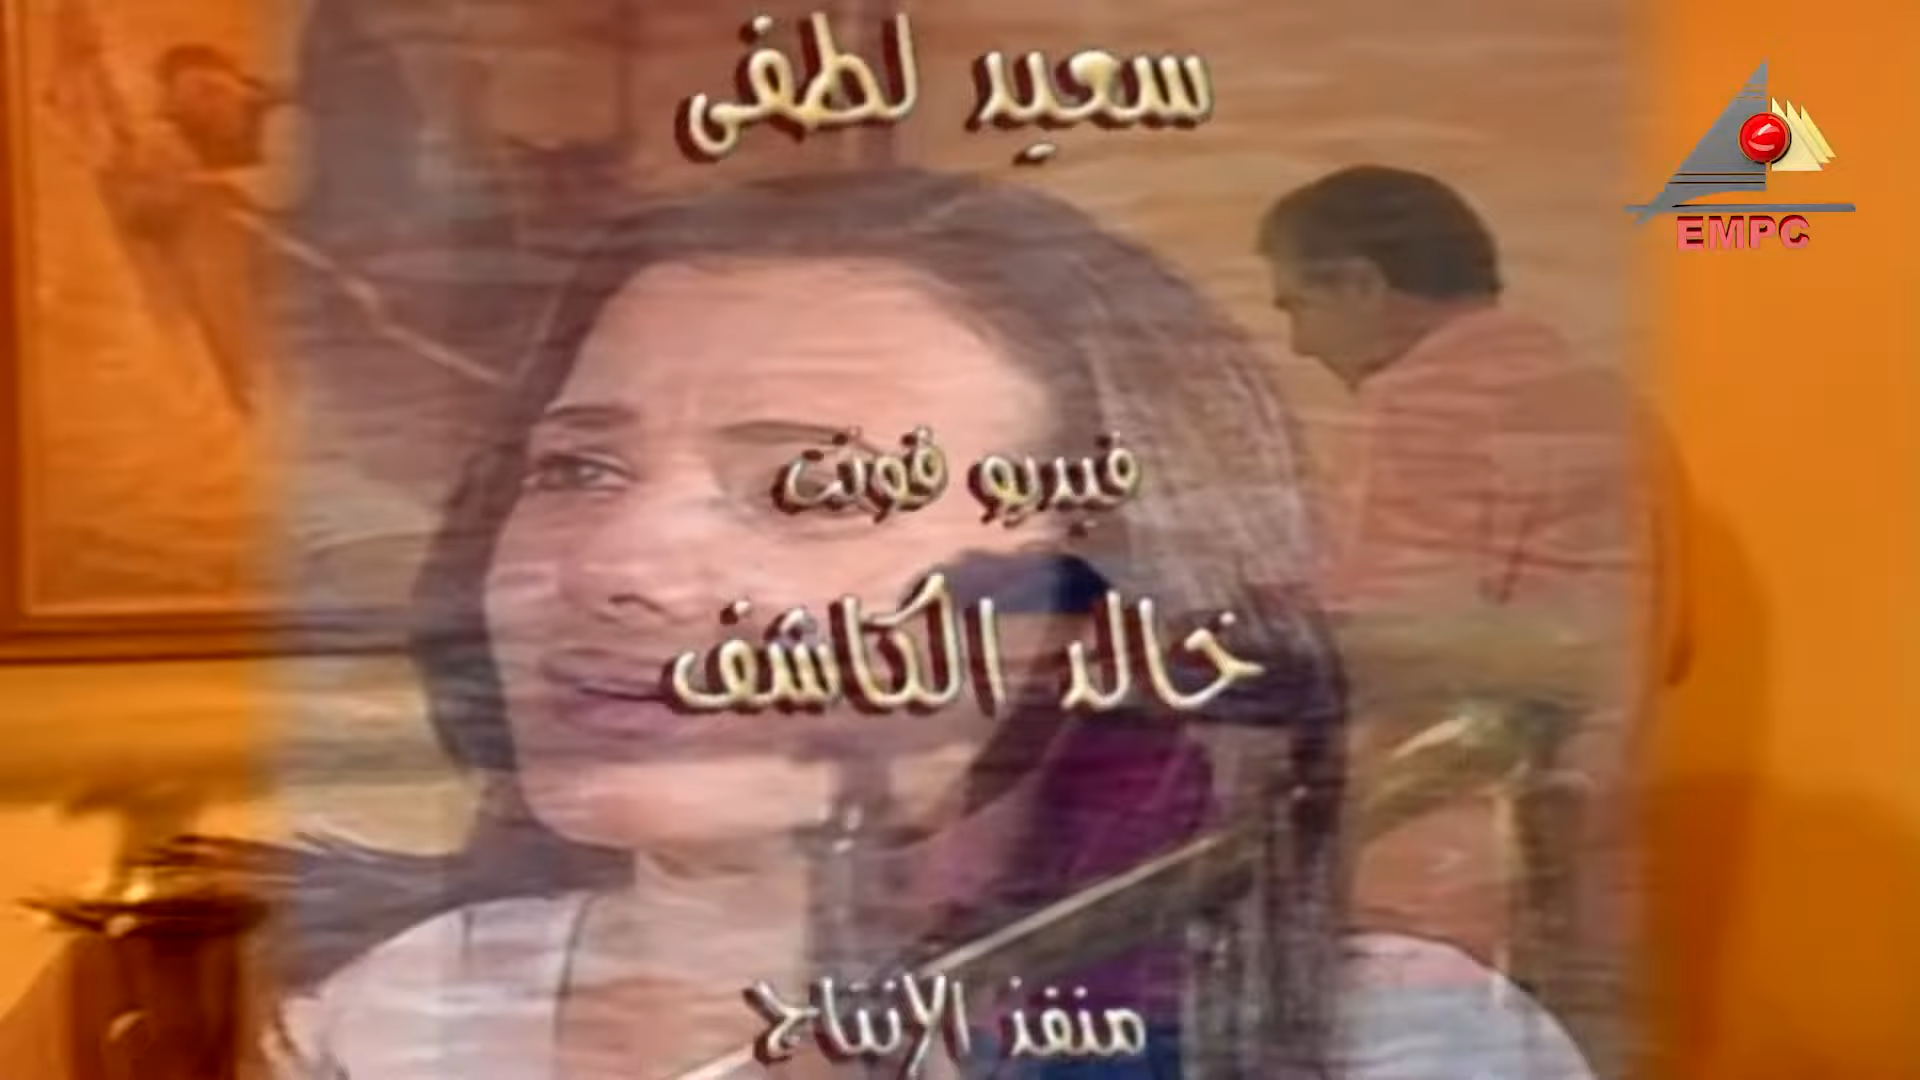 سعيد لطفى
EMPC
فيديو فونت
خالد الكاشف
منفذ الإنتاج